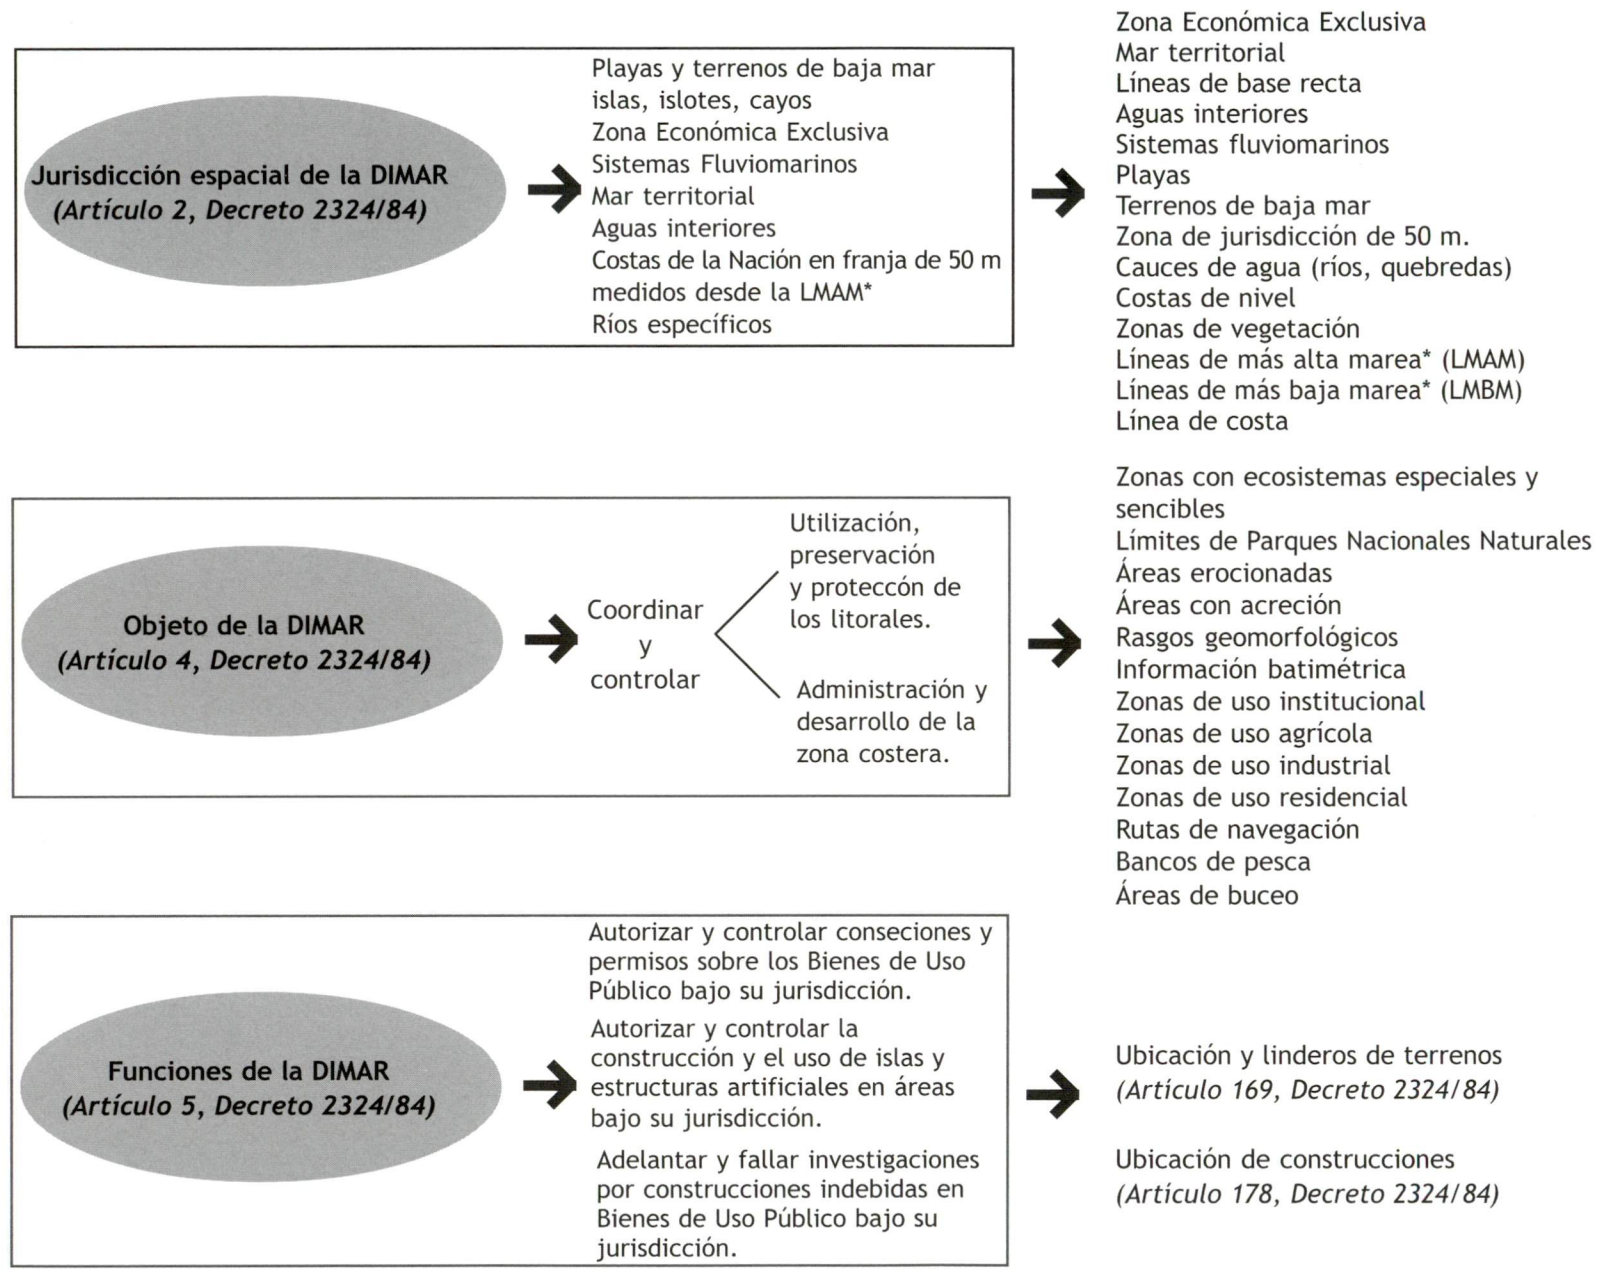 Jurisdicción espacial de la DIMAR
(Artículo 2, Decreto 2324/84)
Playas y terrenos de baja mar
islas, islotes, cayos
Zona Económica Exclusiva
Sistemas Fluviomarinos
Mar territorial
Aguas interiores
Costas de la Nación en franja de 50 m
medidos desde la LMAM*
Ríos específicos
Zona Económica Exclusiva
Mar territorial
Líneas de base recta
Aguas interiores
Sistemas fluviomarinos
Playas
Terrenos de baja mar
Zona de jurisdicción de 50 m.
Cauces de agua (ríos, quebredas)
Costas de nivel
Zonas de vegetación
Líneas de más alta marea* (LMAM)
Líneas de más baja marea* (LMBM)
Línea de costa
Objeto de la DIMAR
(Artículo 4, Decreto 2324/84)
Coordinar
y
controlar
Utilización,
preservación
y proteccón de
los litorales.
Administración y
desarrollo de la
zona costera.
Zonas con ecosistemas especiales y
sencibles
Límites de Parques Nacionales Naturales
Áreas erocionadas
Áreas con acreción
Rasgos geomorfológicos
Información batimétrica
Zonas de uso institucional
Zonas de uso agrícola
Zonas de uso industrial
Zonas de uso residencial
Rutas de navegación
Bancos de pesca
Áreas de buceo
Funciones de la DIMAR
(Artículo 5, Decreto 2324/84)
Autorizar y controlar conseciones y
permisos sobre los Bienes de Uso
Público bajo su jurisdicción.
Autorizar y controlar la
construcción y el uso de islas y
estructuras artificiales en áreas
bajo su jurisdicción.
Adelantar y fallar investigaciones
por construcciones indebidas en
Bienes de Uso Público bajo su
jurisdicción.
Ubicación y linderos de terrenos
(Artículo 169, Decreto 2324/84)
Ubicación de construcciones
(Artículo 178, Decreto 2324/84)